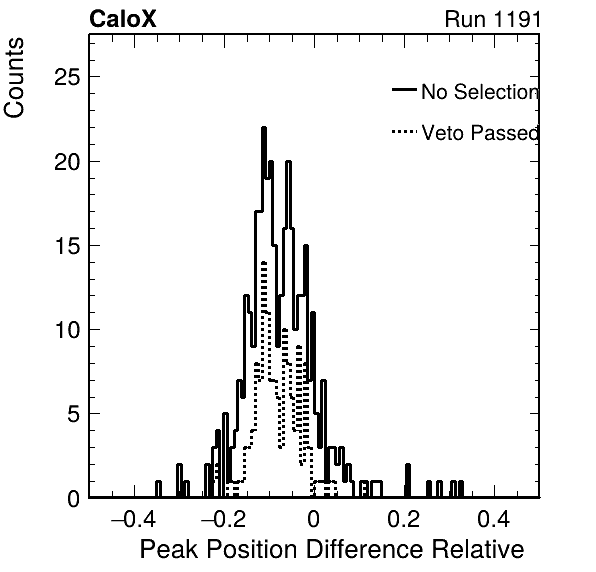 CaloX
Run 1191
Counts
No Selection
Veto Passed
25
20
15
10
5
0
−0.4
−0.2
0
0.2
0.4
Peak Position Difference Relative